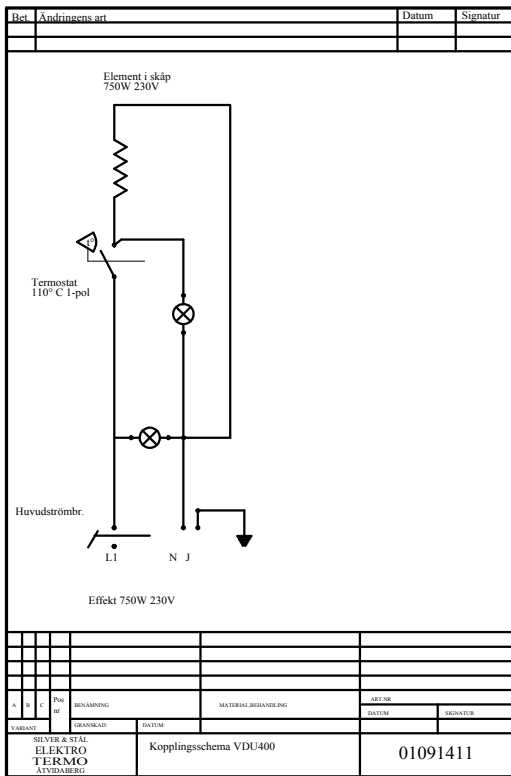 Bet. Ändringens art Datum Signatur
Element i skåp
750W 230V
t°
Termostat
110° C 1-pol
Huvudströmbr.
L1 N J
Effekt 750W 230V
A B C Pos nr BENÄMNING MATERIAL,BEHANDLING ART.NR
DATUM SIGNATUR
VARIANT GRANSKAD: DATUM:
SILVER & STÅL
ELEKTRO
TERMO
ÅTVIDABERG
Kopplingsschema VDU400
01091411